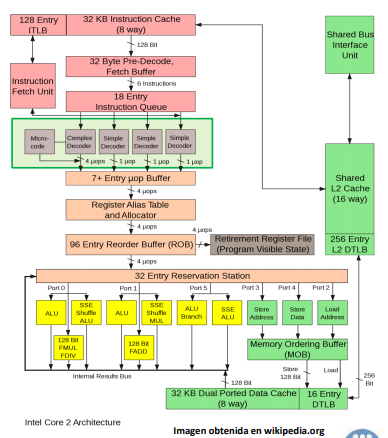 128 Entry
ITLB
32 KB Instruction Cache
(8 way)
Shared Bus
Interface
Unit
128 Bit
32 Byte Pre-Decode,
Fetch Buffer
Instruction
Fetch Unit
6 Instructions
18 Entry
Instruction Queue
Micro-
code
Complex
Decoder
Simple
Decoder
Simple
Decoder
Simple
Decoder
4 µops
1 µop
1 µop
1 µop
Shared
L2 Cache
(16 way)
7+ Entry µop Buffer
4 µops
Register Alias Table
and Allocator
4 µops
4 µops
96 Entry Reorder Buffer (ROB)
Retirement Register File
(Program Visible State)
256 Entry
L2 DTLB
4 µops
32 Entry Reservation Station
Port 0
Port 1
Port 5
Port 3
Port 4
Port 2
ALU
SSE
Shuffle
ALU
ALU
SSE
Shuffle
MUL
ALU
Branch
SSE
ALU
Store
Address
Store
Data
Load
Address
128 Bit
FMUL
FDIV
128 Bit
FADD
Memory Ordering Buffer
(MOB)
Internal Results Bus
128 Bit
Store
128 Bit
Load
256
Bit
32 KB Dual Ported Data Cache
(8 way)
16 Entry
DTLB
Intel Core 2 Architecture
Imagen obtenida en wikipedia.org